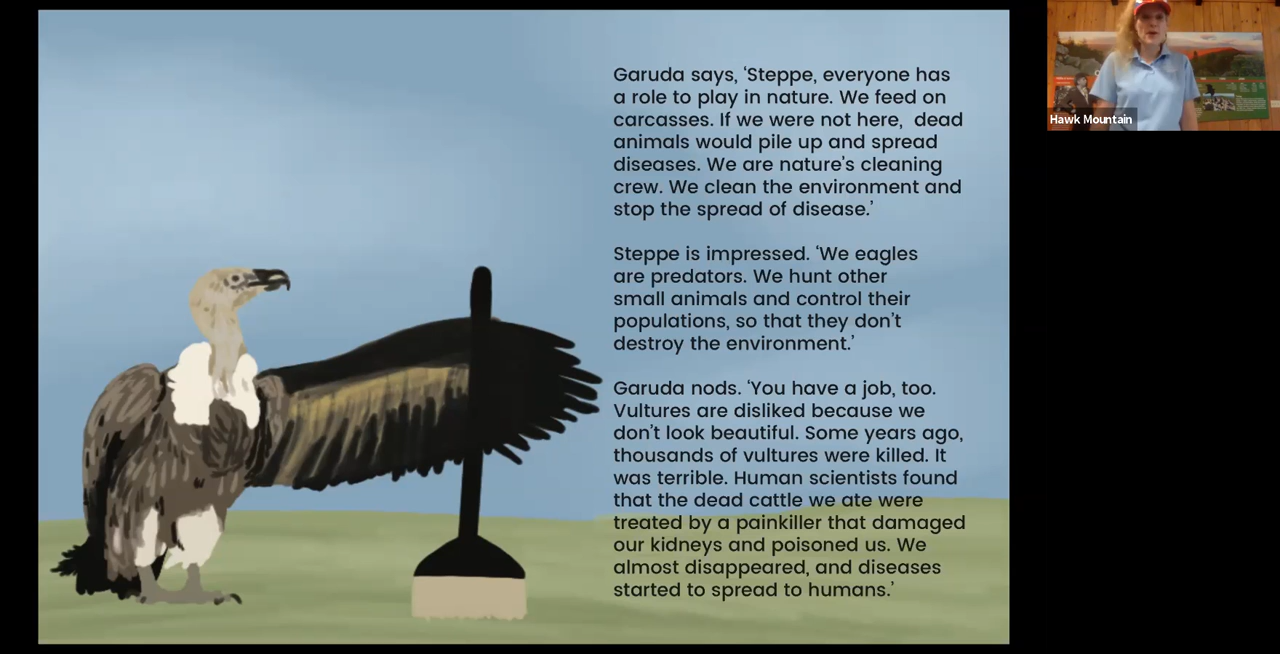 Garuda says, ‘Steppe, everyone has
a role to play in nature. We feed on
carcasses. If we were not here,  dead
animals would pile up and spread
diseases. We are nature’s cleaning
crew. We clean the environment and
stop the spread of disease.’
Steppe is impressed. ‘We eagles
are predators. We hunt other
small animals and control their
populations, so that they don’t
destroy the environment.’
Garuda nods. ‘You have a job, too.
Vultures are disliked because we
don’t look beautiful. Some years ago,
thousands of vultures were killed. It
was terrible. Human scientists found
that the dead cattle we ate were
treated by a painkiller that damaged
our kidneys and poisoned us. We
almost disappeared, and diseases
started to spread to humans.’
Hawk Mountain